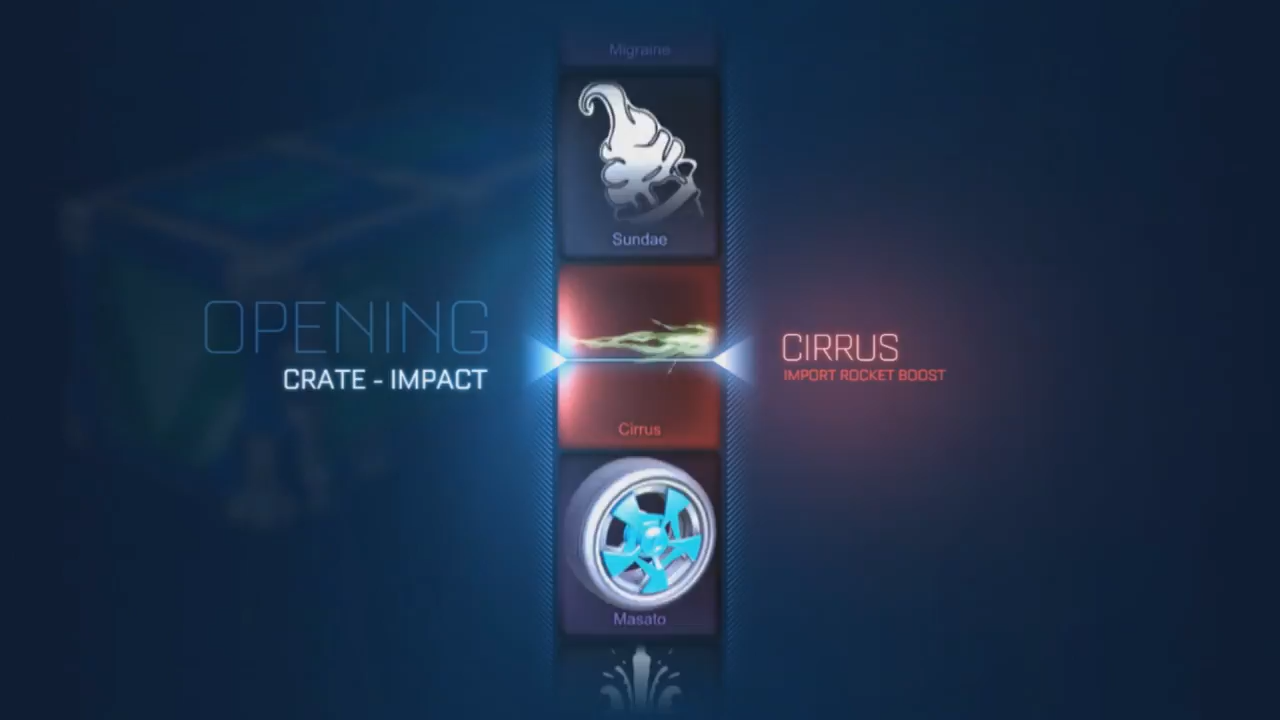 Migraine
Sundae
OPENING
CRATE - IMPACT
CIRRUS
IMPORT ROCKET BOOST
Cirrus
Masato